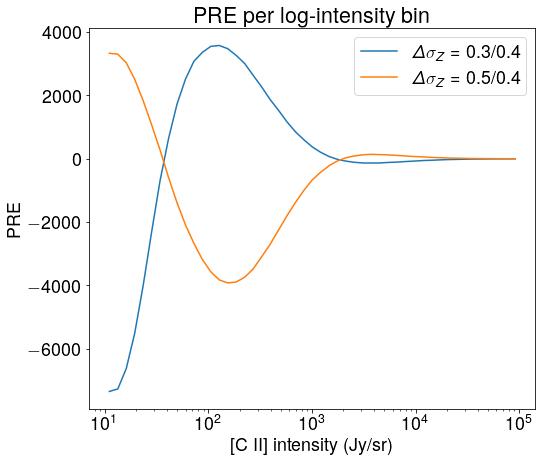 PRE per log-intensity bin
Δσ_Z = 0.3/0.4
Δσ_Z = 0.5/0.4
4000
2000
0
−2000
−4000
−6000
PRE
10^1 10^2 10^3 10^4 10^5
[C II] intensity (Jy/sr)